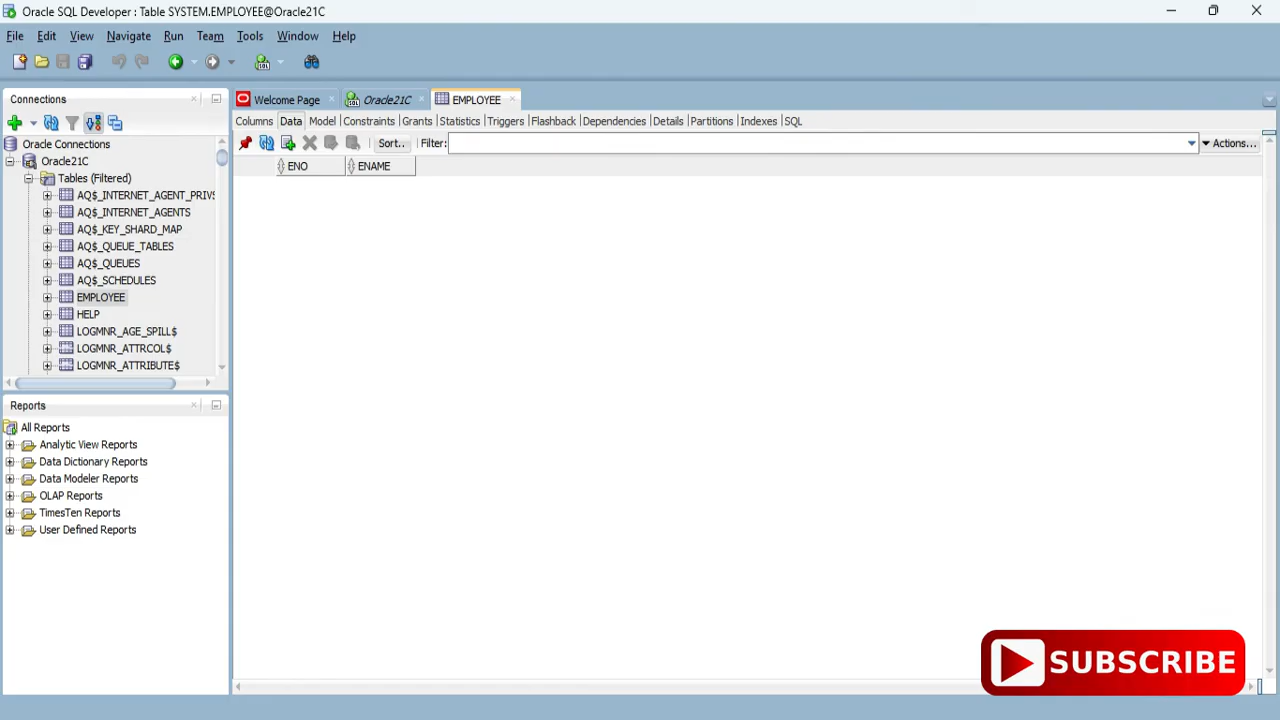 Oracle SQL Developer : Table SYSTEM.EMPLOYEE@Oracle21C
File Edit View Navigate Run Team Tools Window Help
Connections
Welcome Page
Oracle21C
EMPLOYEE
Columns Data Model Constraints Grants Statistics Triggers Flashback Dependencies Details Partitions Indexes SQL
Sort.. Filter: Actions...
ENO ENAME
Oracle Connections
Oracle21C
Tables (Filtered)
AQ$_INTERNET_AGENT_PRIVS
AQ$_INTERNET_AGENTS
AQ$_KEY_SHARD_MAP
AQ$_QUEUE_TABLES
AQ$_QUEUES
AQ$_SCHEDULES
EMPLOYEE
HELP
LOGMNR_AGE_SPILL$
LOGMNR_ATTRCOL$
LOGMNR_ATTRIBUTE$
Reports
All Reports
Analytic View Reports
Data Dictionary Reports
Data Modeler Reports
OLAP Reports
TimesTen Reports
User Defined Reports
SUBSCRIBE